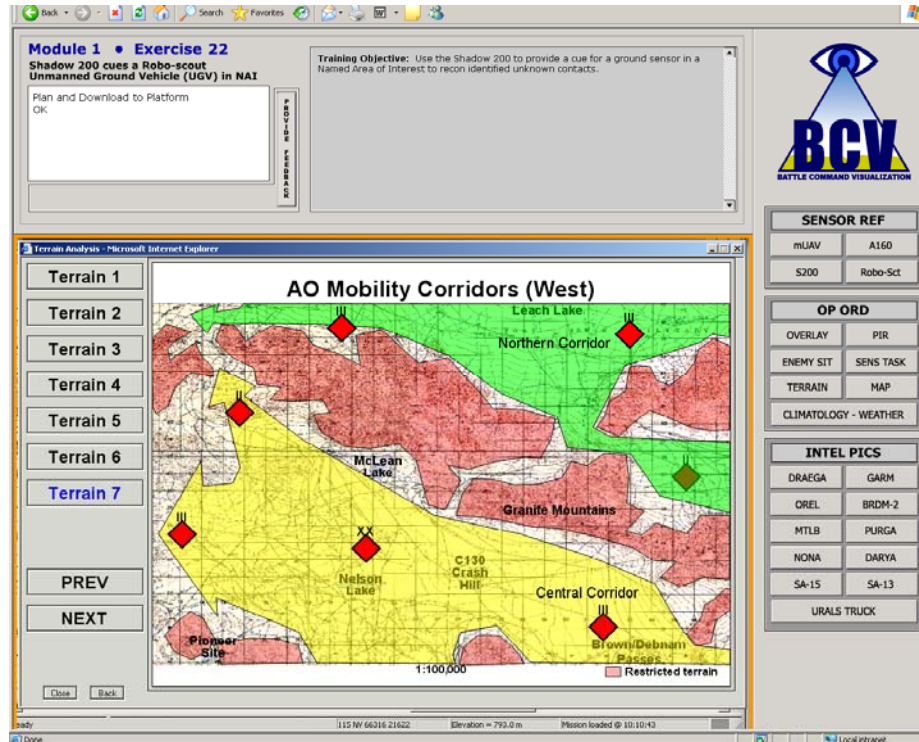 Back
Search
Favorites
Module 1 • Exercise 22
Shadow 200 cues a Robo-scout
Unmanned Ground Vehicle (UGV) in NAI
Plan and Download to Platform
OK
PROVIDE FEEDBACK
Training Objective: Use the Shadow 200 to provide a cue for a ground sensor in a
Named Area of Interest to recon identified unknown contacts.
BCV
BATTLE COMMAND VISUALIZATION
SENSOR REF
mUAV
A160
S200
Robo-Sct
OP ORD
OVERLAY
PIR
ENEMY SIT
SENS TASK
TERRAIN
MAP
CLIMATOLOGY - WEATHER
INTEL PICS
DRAEGA
GARM
OREL
BRDM-2
MTLB
PURGA
NONA
DARYA
SA-15
SA-13
URALS TRUCK
Terrain Analysis - Microsoft Internet Explorer
Terrain 1
Terrain 2
Terrain 3
Terrain 4
Terrain 5
Terrain 6
Terrain 7
PREV
NEXT
Close
Back
AO Mobility Corridors (West)
III
Leach Lake
III
Northern Corridor
II
McLean
Lake
II
Granite Mountains
III
XX
Nelson
Lake
C130
Crash
Hill
Central Corridor
III
Pioneer
Site
Brown/Debnam
Passes
1:100,000
Restricted terrain
eady
11S NV 66316 21622
Elevation = 793.0 m
Mission loaded @ 10:10:43
Done
Local intranet